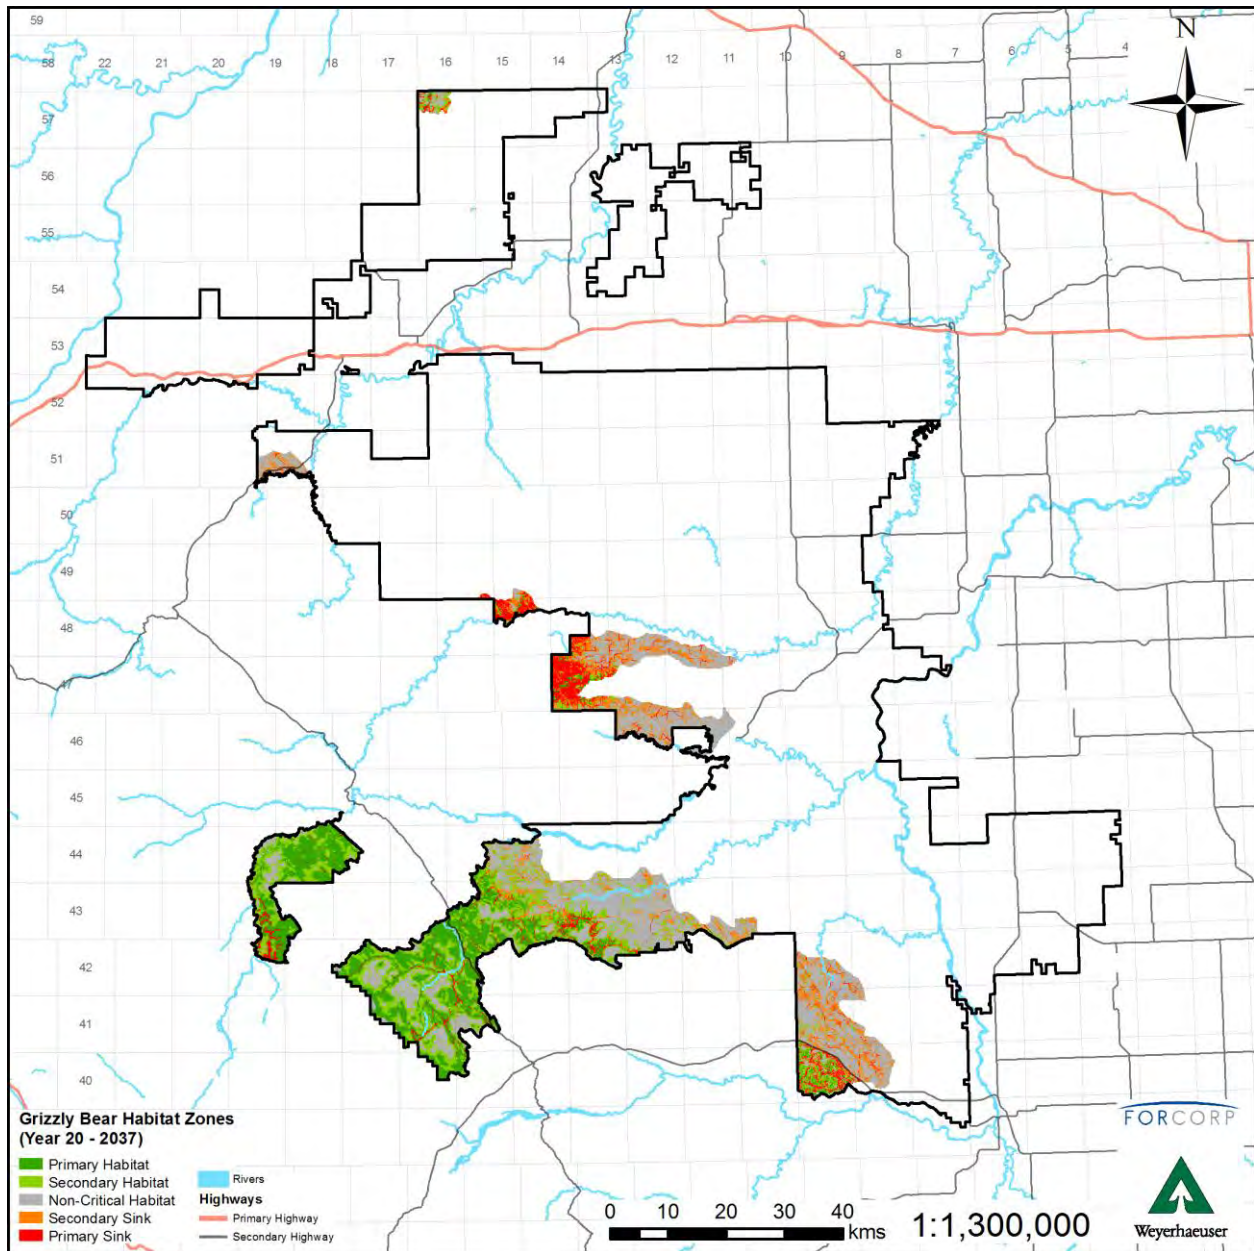 59
N
58 22 21 20 19 17 16 15 14 13 12 11 10 9 8 7 6 5 4
57
56
55
54
53
52
51
50
49
48
47
46
45
44
43
42
41
40
Grizzly Bear Habitat Zones
(Year 20 - 2037)
Primary Habitat
Secondary Habitat
Non-Critical Habitat
Secondary Sink
Primary Sink
Rivers
Highways
Primary Highway
Secondary Highway
0 10 20 30 40
kms
1:1,300,000
FORCORP
Weyerhaeuser